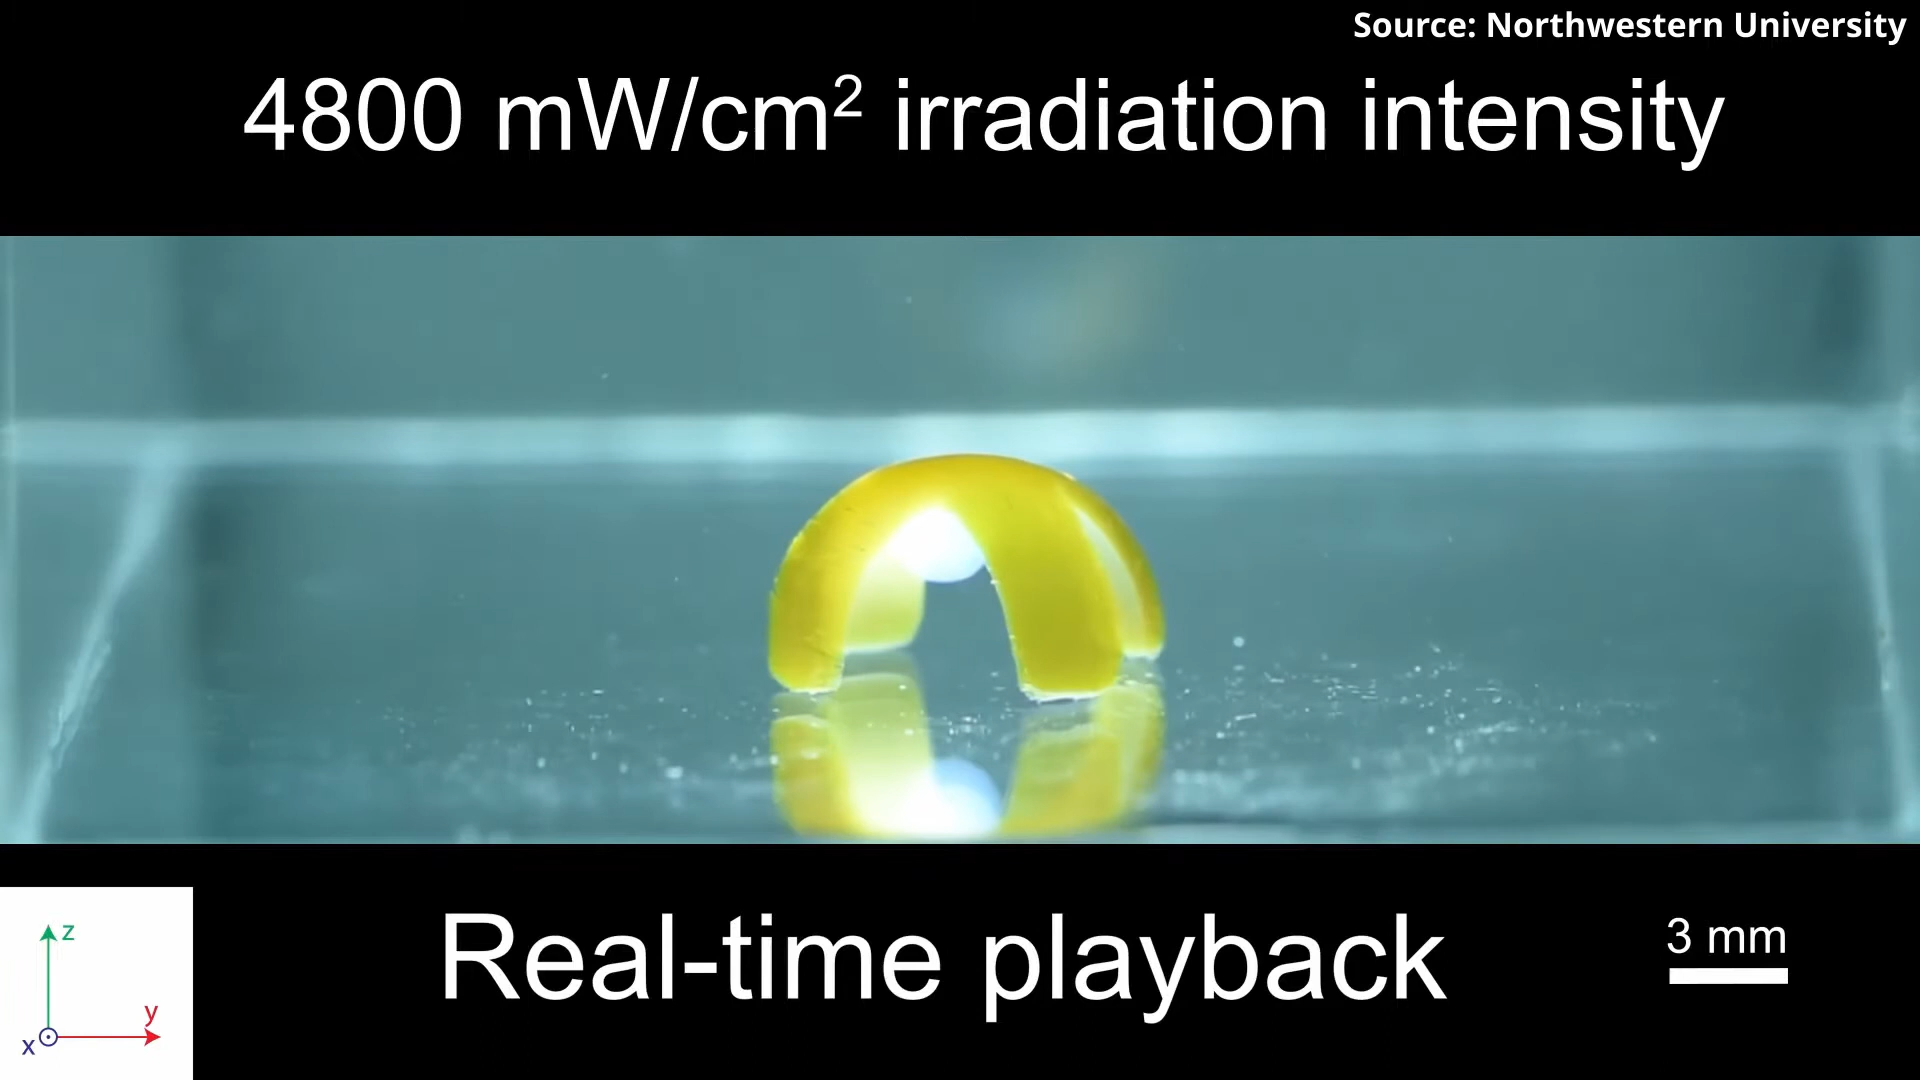 Source: Northwestern University
4800 mW/cm² irradiation intensity
z
y
x
Real-time playback
3 mm